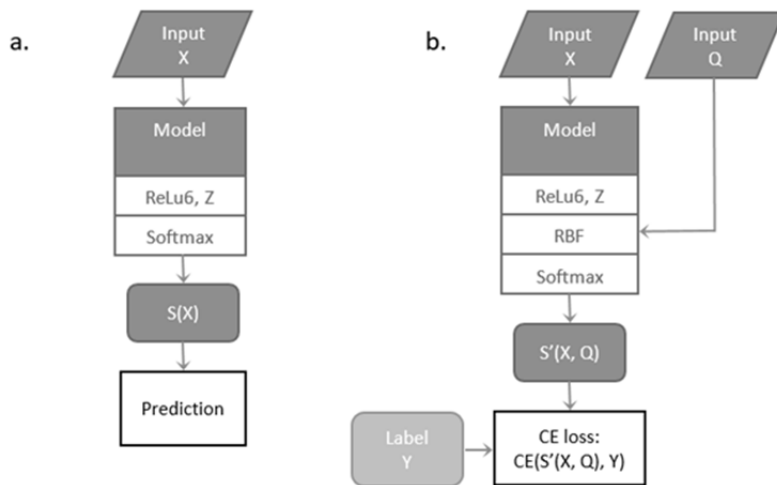 a.
Input
X
Model
ReLu6, Z
Softmax
S(X)
Prediction
b.
Input
X
Input
Q
Model
ReLu6, Z
RBF
Softmax
S'(X, Q)
Label
Y
CE loss:
CE(S'(X, Q), Y)